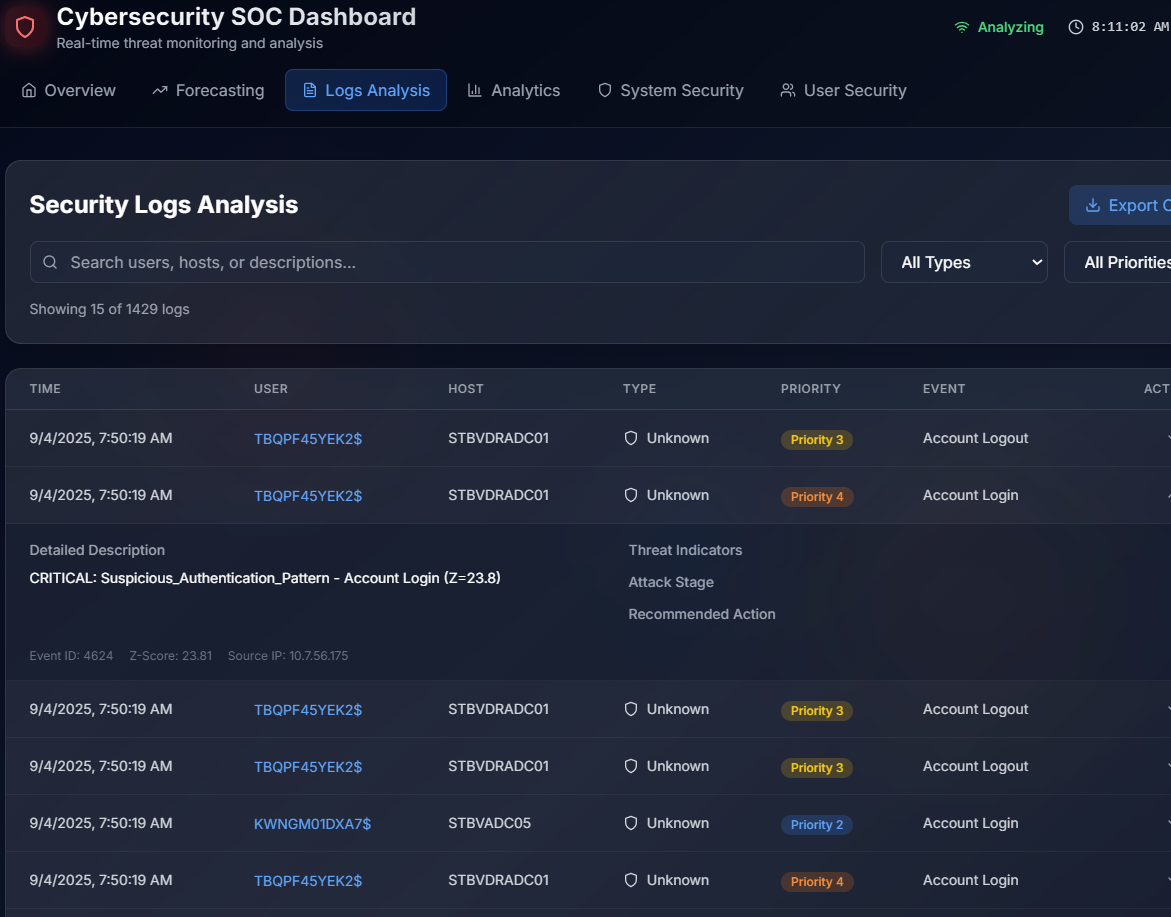 Cybersecurity SOC Dashboard
Real-time threat monitoring and analysis
Analyzing
8:11:02 AM
Overview
Forecasting
Logs Analysis
Analytics
System Security
User Security
Security Logs Analysis
Export
Search users, hosts, or descriptions...
All Types
All Priorities
Showing 15 of 1429 logs
TIME USER HOST TYPE PRIORITY EVENT ACT
9/4/2025, 7:50:19 AM TBQPF45YEK2$ STBVDRADC01 Unknown Priority 3 Account Logout
9/4/2025, 7:50:19 AM TBQPF45YEK2$ STBVDRADC01 Unknown Priority 4 Account Login
Detailed Description
CRITICAL: Suspicious_Authentication_Pattern - Account Login (Z=23.8)
Threat Indicators
Attack Stage
Recommended Action
Event ID: 4624 Z-Score: 23.81 Source IP: 10.7.56.175
9/4/2025, 7:50:19 AM TBQPF45YEK2$ STBVDRADC01 Unknown Priority 3 Account Logout
9/4/2025, 7:50:19 AM TBQPF45YEK2$ STBVDRADC01 Unknown Priority 3 Account Logout
9/4/2025, 7:50:19 AM KWNGM01DXA7$ STBVADC05 Unknown Priority 2 Account Login
9/4/2025, 7:50:19 AM TBQPF45YEK2$ STBVDRADC01 Unknown Priority 4 Account Login